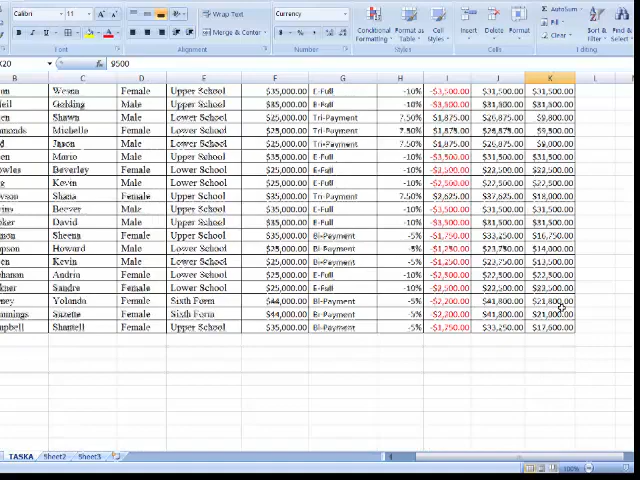 Calibri 11 Wrap Text Currency AutoSum
Merge & Center Conditional Formatting Format as Table Cell Styles Insert Delete Format Fill Clear
Font Alignment Number Styles Cells Editing
K20 9500
B C D E F G H I J K L
Female Upper School $35,000.00 E-Full -10% -$3,500.00 $31,500.00 $31,500.00
Golding Male Upper School $35,000.00 E-Full -10% -$3,500.00 $31,500.00 $31,500.00
Shawn Male Lower School $25,000.00 Tri-Payment 7.50% $1,875.00 $26,875.00 $9,800.00
Michelle Female Lower School $25,000.00 Tri-Payment 7.50% $1,875.00 $26,875.00 $9,500.00
Jason Male Lower School $25,000.00 Tri-Payment 7.50% $1,875.00 $26,875.00
Mario Male Upper School $35,000.00 E-Full -10% -$3,500.00 $31,500.00 $31,500.00
Beverley Female Lower School $25,000.00 E-Full -10% -$2,500.00 $22,500.00 $22,500.00
Kevin Male Lower School $25,000.00 E-Full -10% -$2,500.00 $22,500.00 $22,500.00
Shana Female Upper School $35,000.00 Tri-Payment 7.50% $2,625.00 $37,625.00 $18,000.00
Beever Male Upper School $35,000.00 E-Full -10% -$3,500.00 $31,500.00 $31,500.00
David Male Upper School $35,000.00 E-Full -10% -$3,500.00 $31,500.00 $31,500.00
Sheena Female Upper School $35,000.00 Bi-Payment -5% -$1,750.00 $33,250.00 $16,750.00
Howard Male Lower School $25,000.00 Bi-Payment -5% -$1,250.00 $23,750.00 $14,000.00
Kevin Male Lower School $25,000.00 Bi-Payment -5% -$1,250.00 $23,750.00 $13,500.00
Andria Female Lower School $25,000.00 E-Full -10% -$2,500.00 $22,500.00 $22,500.00
Sandre Female Lower School $25,000.00 E-Full -10% -$2,500.00 $22,500.00 $22,500.00
Yolanda Female Sixth Form $44,000.00 Bi-Payment -5% -$2,200.00 $41,800.00 $21,800.00
Suzette Female Sixth Form $44,000.00 Bi-Payment -5% -$2,200.00 $41,800.00 $21,000.00
Shantell Female Upper School $35,000.00 Bi-Payment -5% -$1,750.00 $33,250.00 $17,600.00
TASKA Sheet2 Sheet3
100%